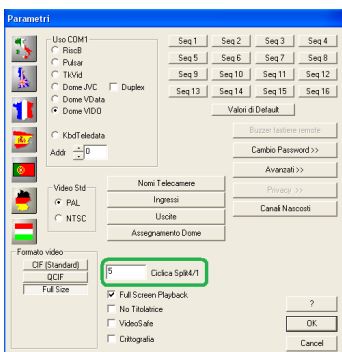 Parametri
Uso COM1
RiscB
Pulsar
TkVid
Dome JVC
Duplex
Dome VData
Dome VIDO
KbdTeledata
Addr 0
Seq 1 Seq 2 Seq 3 Seq 4
Seq 5 Seq 6 Seq 7 Seq 8
Seq 9 Seq 10 Seq 11 Seq 12
Seq 13 Seq 14 Seq 15 Seq 16
Valori di Default
Buzzer tastiere remote
Cambio Password >>
Avanzati >>
Privacy >>
Canali Nascosti
Video Std
PAL
NTSC
Nomi Telecamere
Ingressi
Uscite
Assegnamento Dome
Formato video
CIF (Standard)
QCIF
Full Size
5 Ciclica Split4/1
Full Screen Playback
No Titolatrice
VideoSafe
Crittografia
?
OK
Cancel